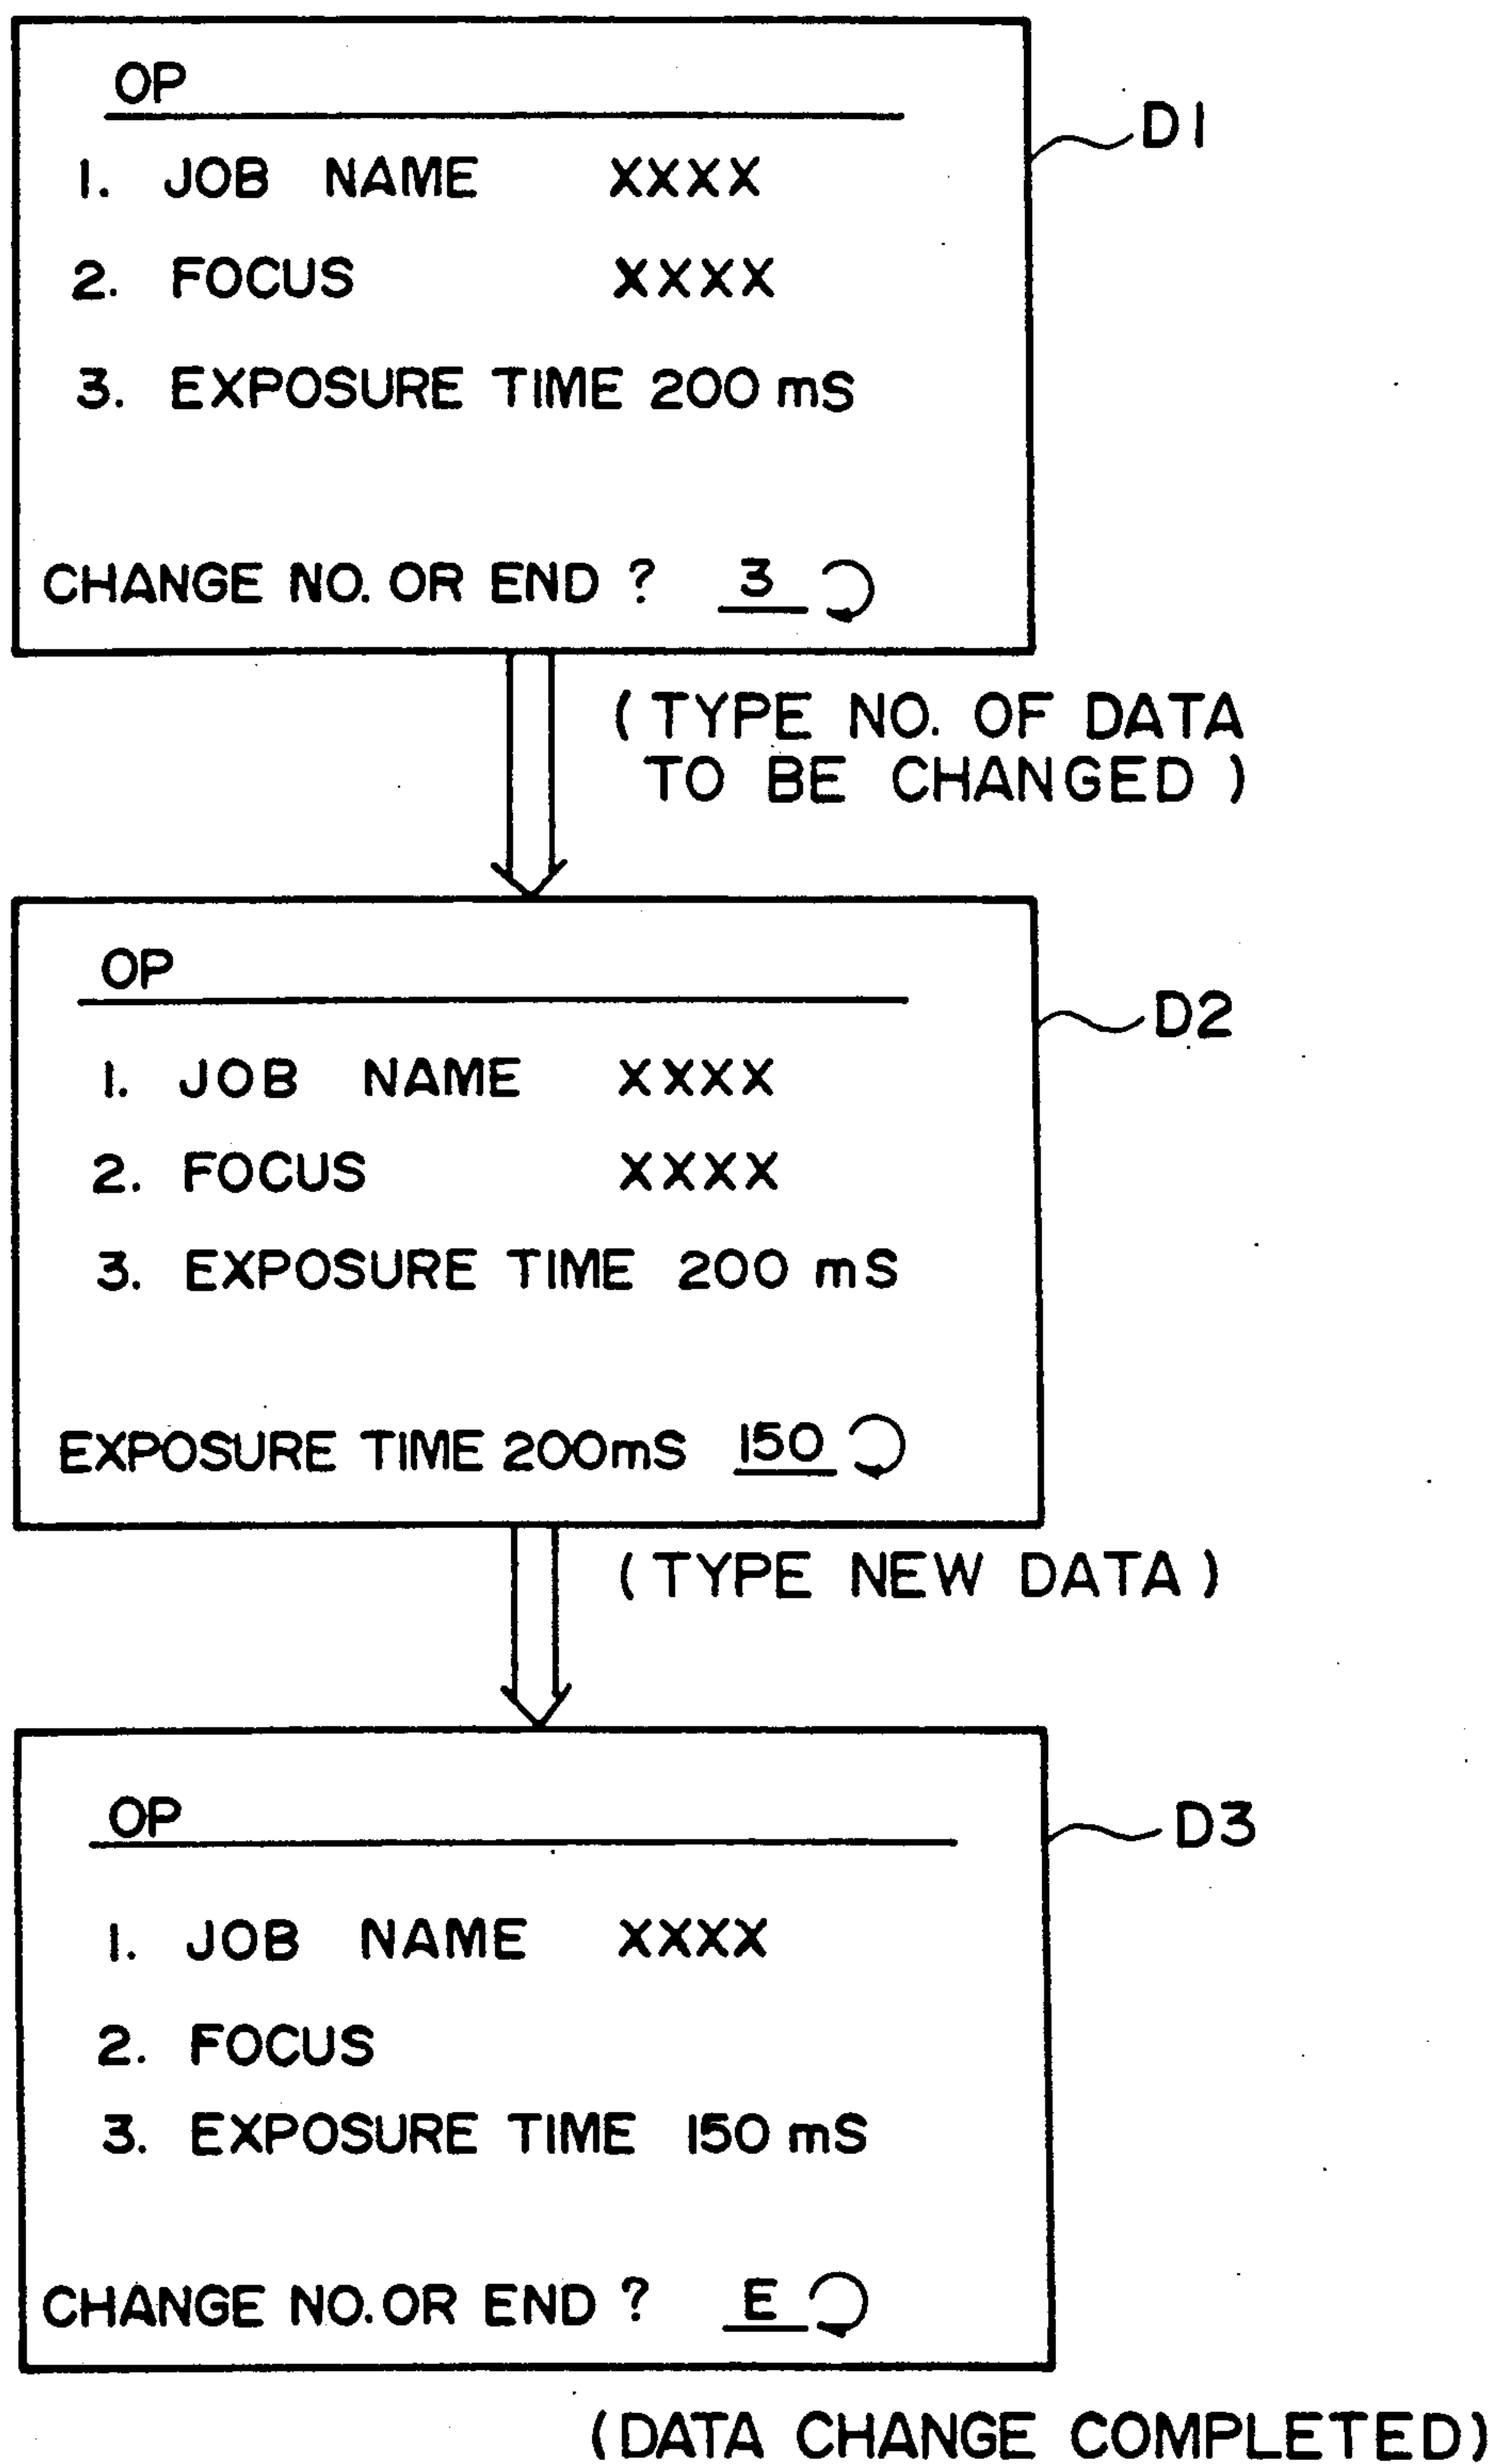 OP
D1
1. JOB NAME XXXX
2. FOCUS XXXX
3. EXPOSURE TIME 200 mS
CHANGE NO. OR END ? 3
(TYPE NO. OF DATA
TO BE CHANGED)
OP
D2
1. JOB NAME XXXX
2. FOCUS XXXX
3. EXPOSURE TIME 200 mS
EXPOSURE TIME 200mS 150
(TYPE NEW DATA)
OP
D3
1. JOB NAME XXXX
2. FOCUS
3. EXPOSURE TIME 150 mS
CHANGE NO. OR END ? E
(DATA CHANGE COMPLETED)